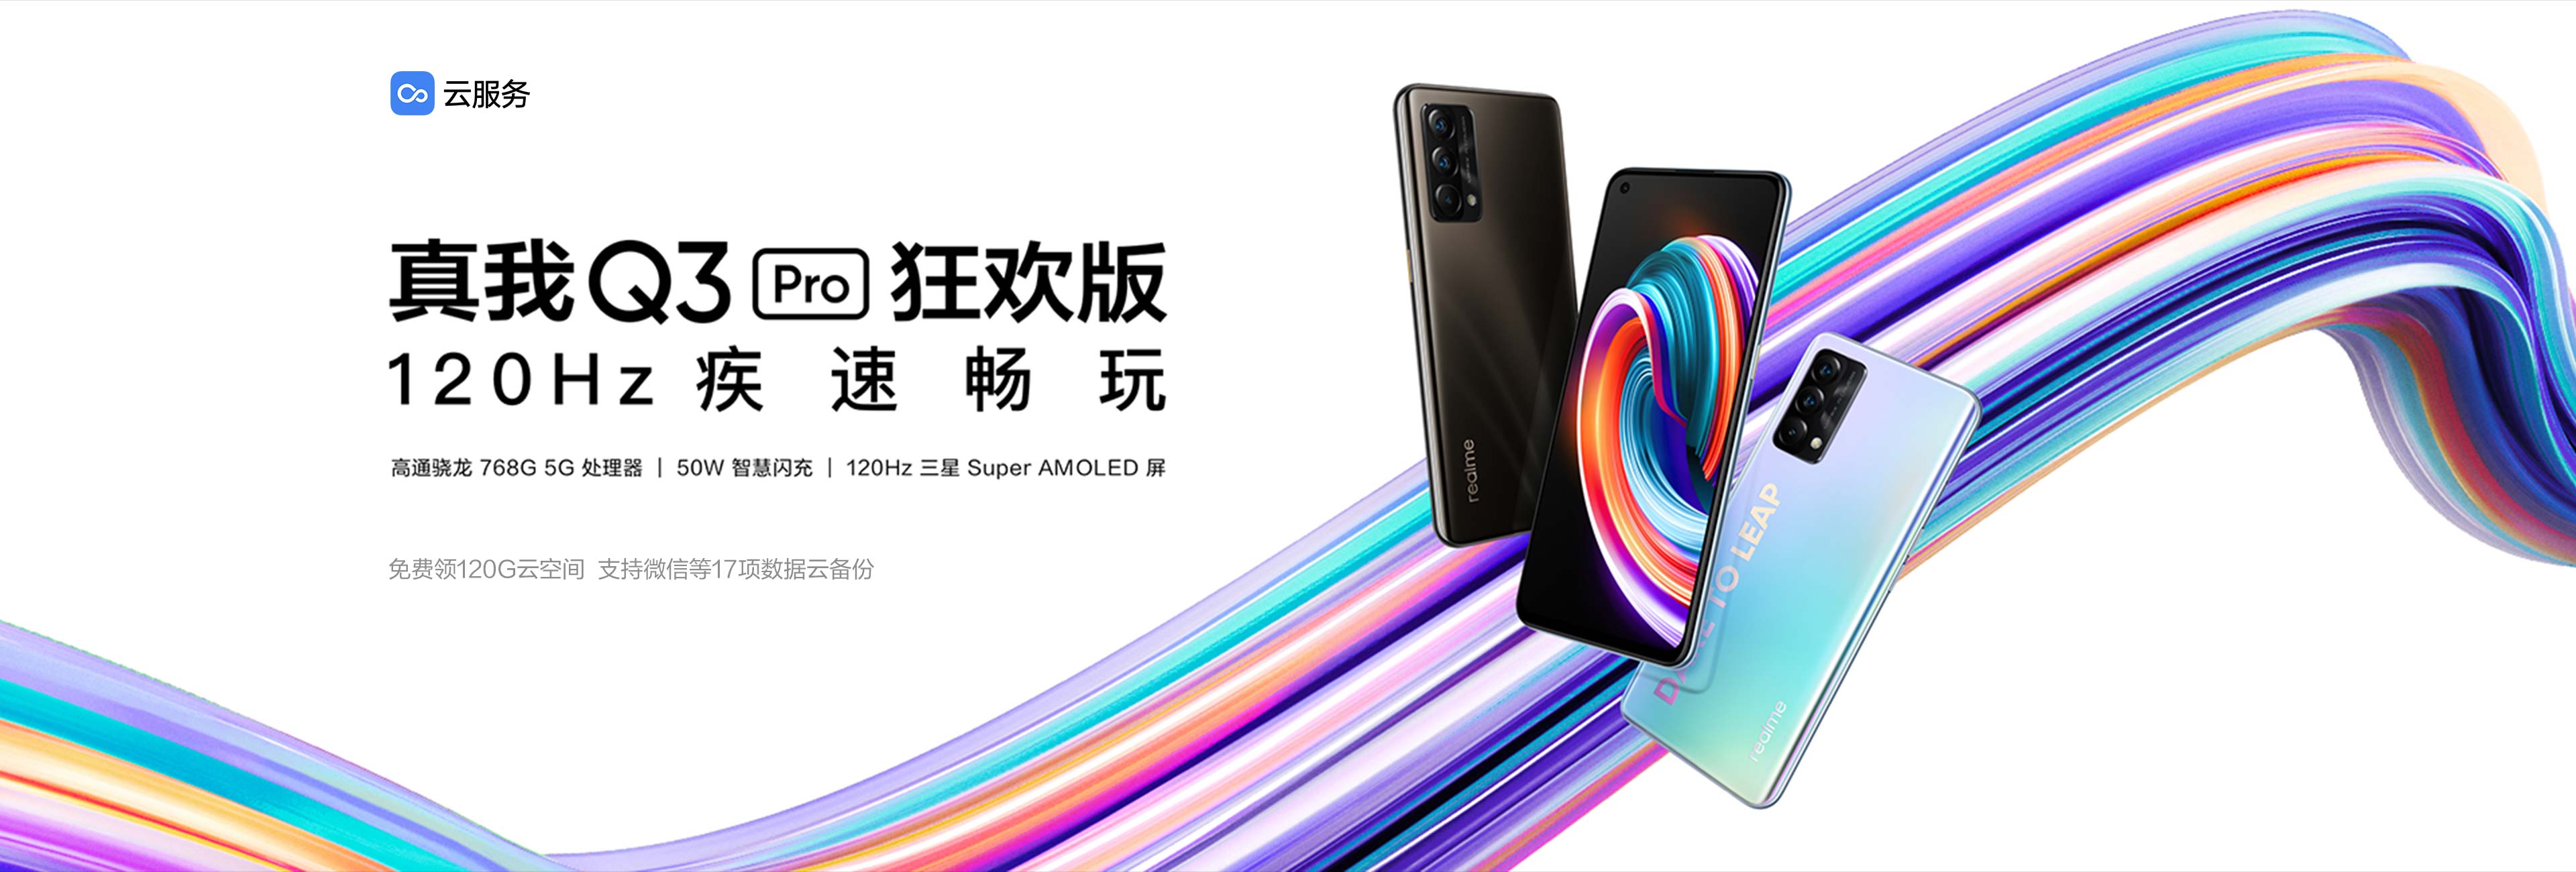 云服务
真我Q3 Pro 狂欢版
120Hz 疾速畅玩
高通骁龙 768G 5G 处理器 | 50W 智慧闪充 | 120Hz 三星 Super AMOLED 屏
免费领120G云空间 支持微信等17项数据云备份
realme
DARE TO LEAP
realme